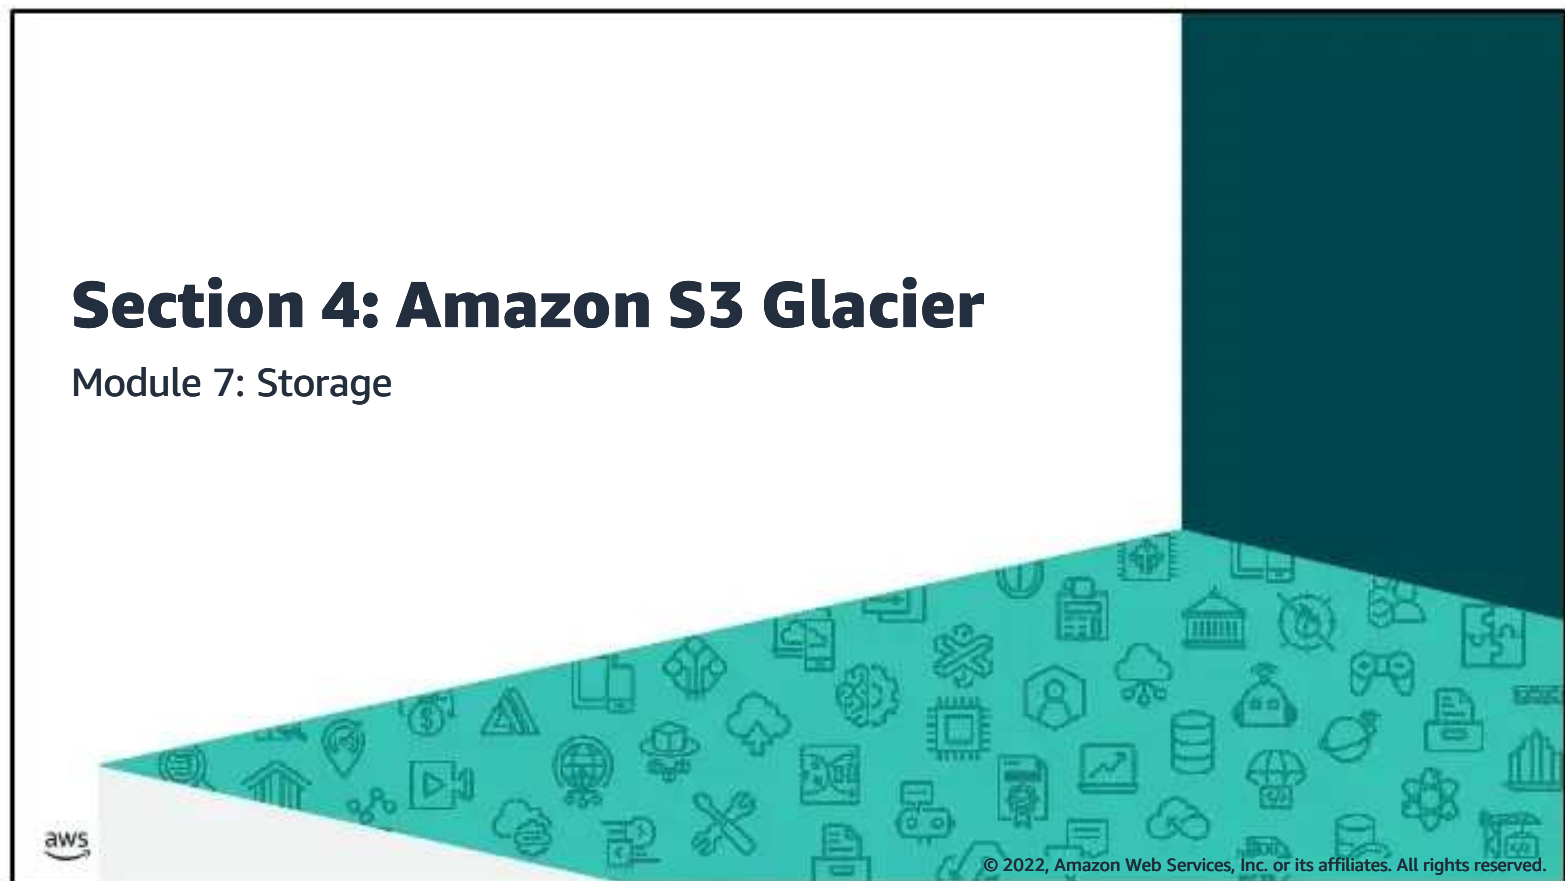 Section 4: Amazon S3 Glacier
Module 7: Storage
aws
© 2022, Amazon Web Services, Inc. or its affiliates. All rights reserved.